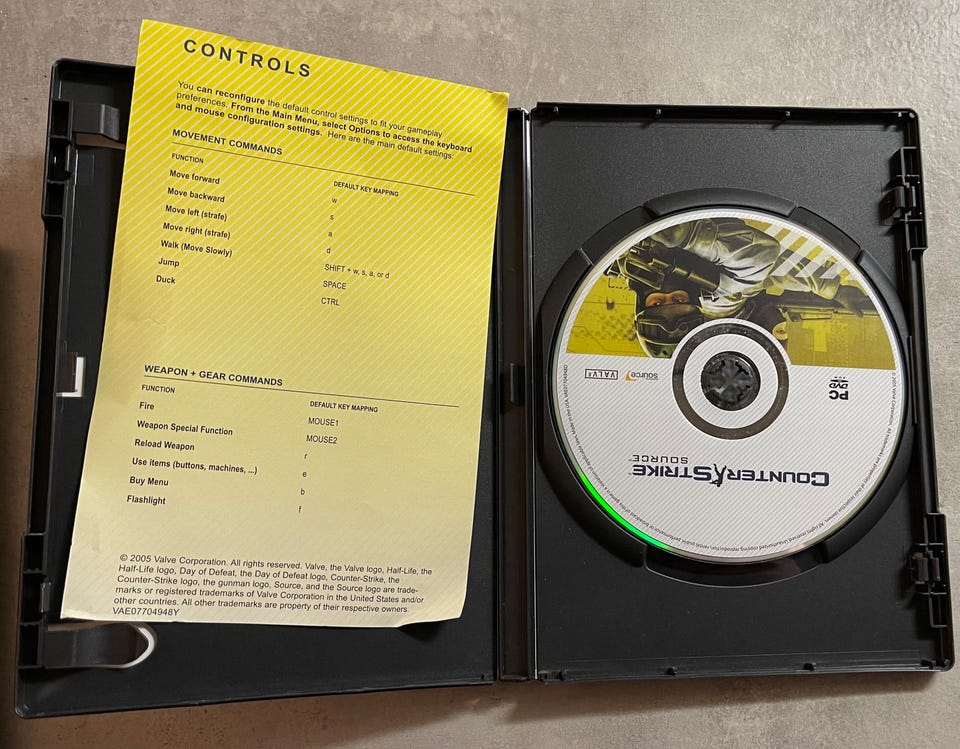 CONTROLS
You can reconfigure the default control settings to fit your gameplay
preferences. From the Main Menu, select Options to access the keyboard
and mouse configuration settings. Here are the main default settings:
MOVEMENT COMMANDS
FUNCTION DEFAULT KEY MAPPING
Move forward w
Move backward s
Move left (strafe) a
Move right (strafe) d
Walk (Move Slowly) SHIFT + w, s, a, or d
Jump SPACE
Duck CTRL
WEAPON + GEAR COMMANDS
FUNCTION DEFAULT KEY MAPPING
Fire MOUSE1
Weapon Special Function MOUSE2
Reload Weapon r
Use items (buttons, machines, ...) e
Buy Menu b
Flashlight f
© 2005 Valve Corporation. All rights reserved. Valve, the Valve logo, Half-Life, the
Half-Life logo, Day of Defeat, the Day of Defeat logo, Counter-Strike, the
Counter-Strike logo, the gunman logo, Source, and the Source logo are trade-
marks or registered trademarks of Valve Corporation in the United States and/or
other countries. All other trademarks are property of their respective owners.
VAE07704948Y
COUNTER STRIKE
SOURCE
PC
DVD
source
VALVE